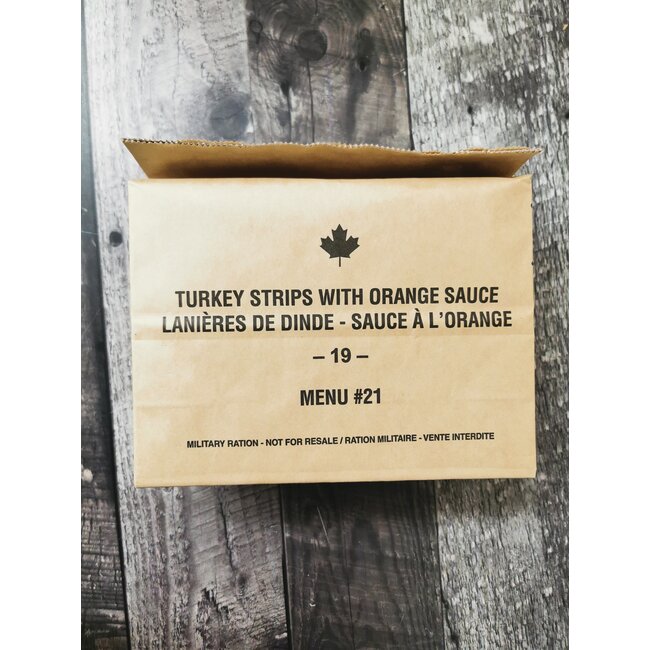 TURKEY STRIPS WITH ORANGE SAUCE
LANIÈRES DE DINDE - SAUCE À L'ORANGE
– 19 –
MENU #21
MILITARY RATION - NOT FOR RESALE / RATION MILITAIRE - VENTE INTERDITE